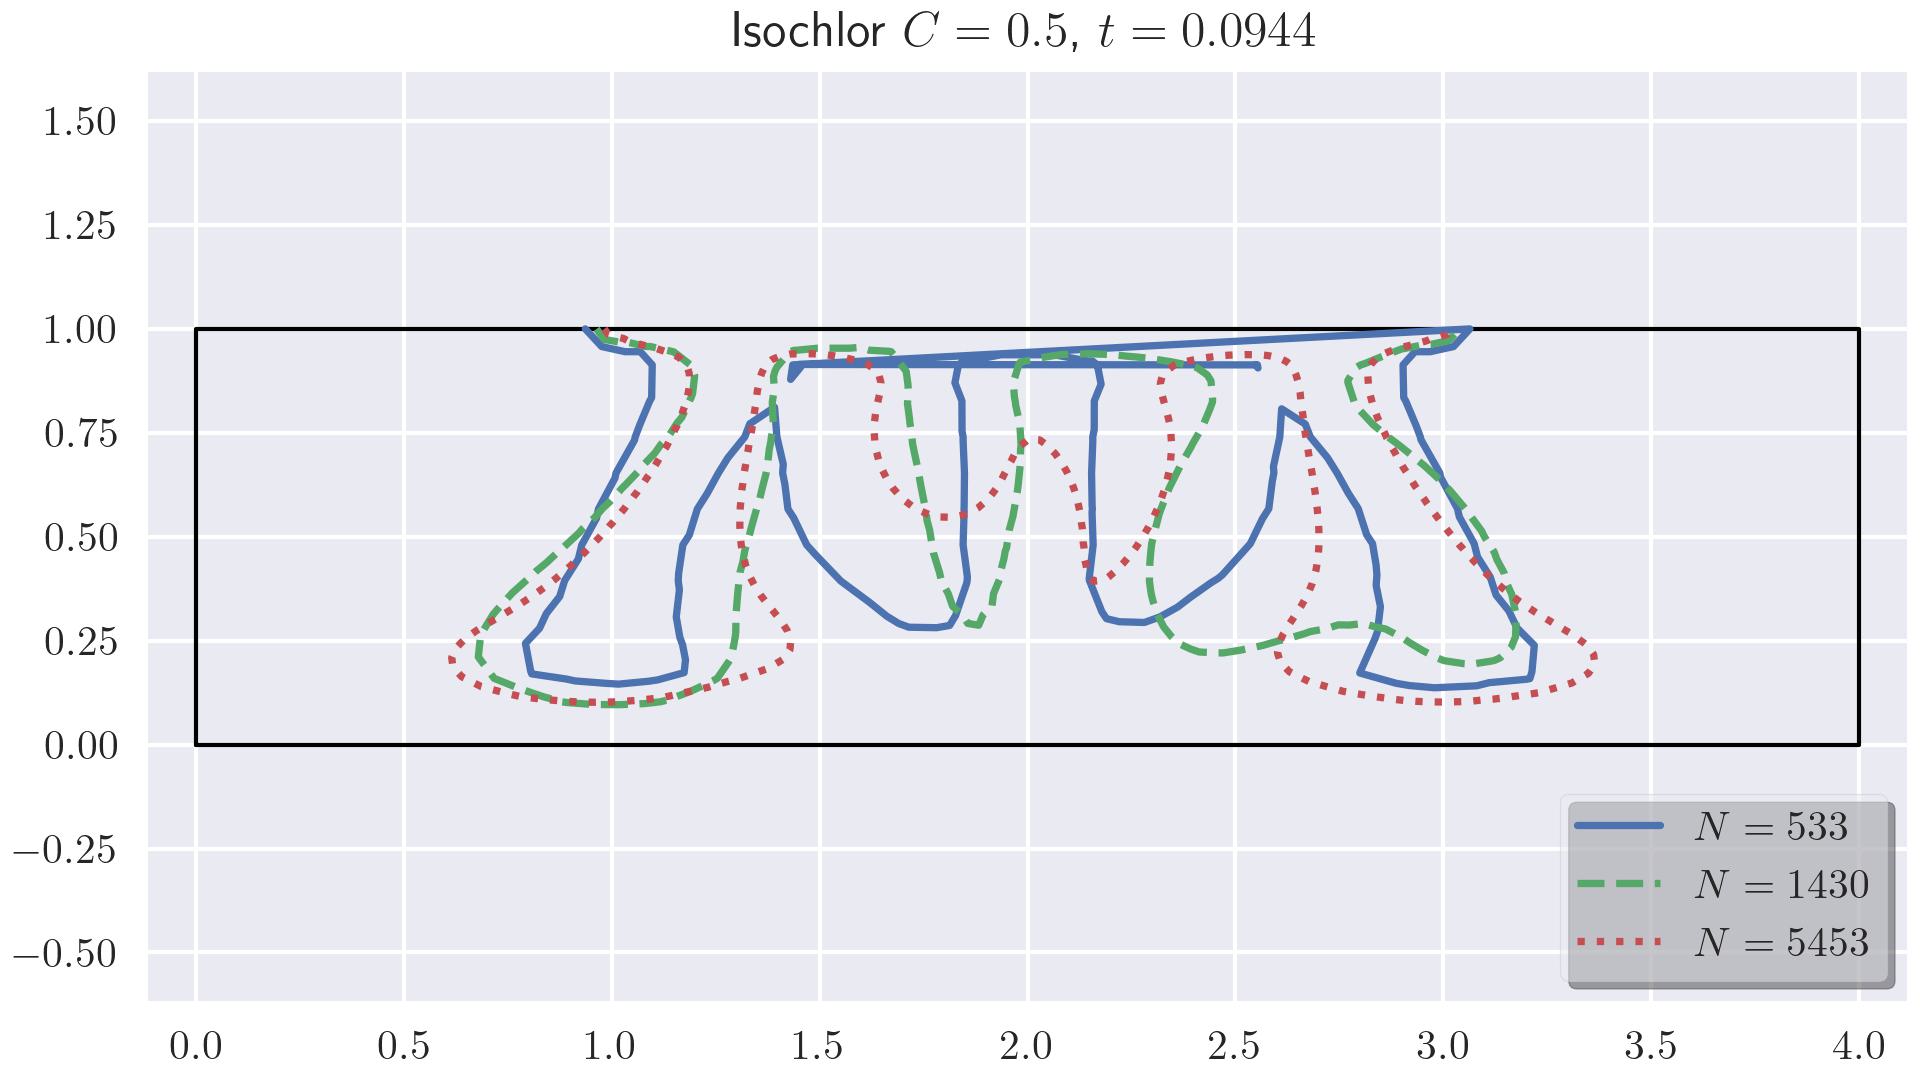 Isochlor C = 0.5, t = 0.0944
1.50
1.25
1.00
0.75
0.50
0.25
0.00
−0.25
−0.50
0.0 0.5 1.0 1.5 2.0 2.5 3.0 3.5 4.0
N = 533
N = 1430
N = 5453